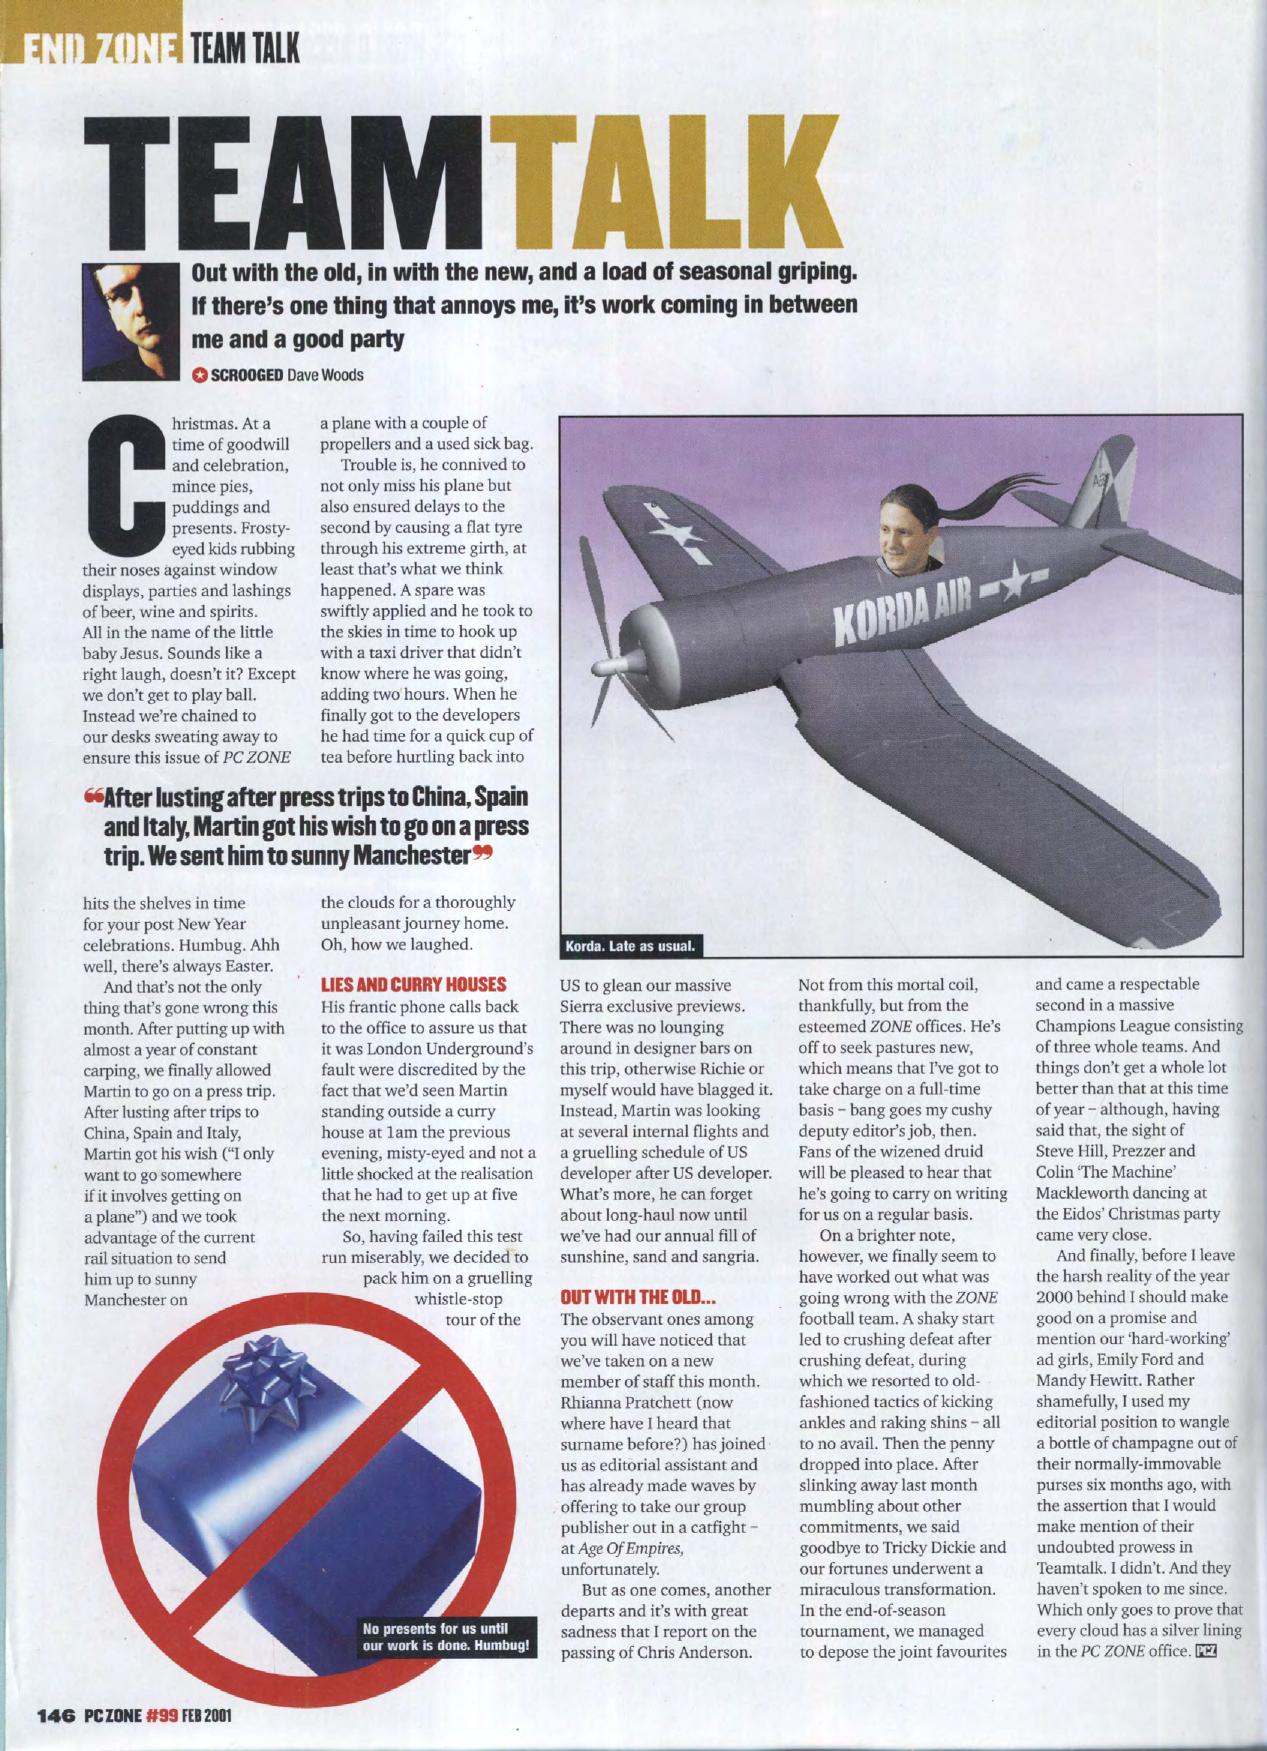 END ZONE TEAM TALK
TEAMTALK
Out with the old, in with the new, and a load of seasonal griping.
If there's one thing that annoys me, it's work coming in between
me and a good party
SCROOGED Dave Woods
Christmas. At a
time of goodwill
and celebration,
mince pies,
puddings and
presents. Frosty-
eyed kids rubbing
their noses against window
displays, parties and lashings
of beer, wine and spirits.
All in the name of the little
baby Jesus. Sounds like a
right laugh, doesn't it? Except
we don't get to play ball.
Instead we're chained to
our desks sweating away to
ensure this issue of PC ZONE
hits the shelves in time
for your post New Year
celebrations. Humbug. Ahh
well, there's always Easter.
And that's not the only
thing that's gone wrong this
month. After putting up with
almost a year of constant
carping, we finally allowed
Martin to go on a press trip.
After lusting after trips to
China, Spain and Italy,
Martin got his wish ("I only
want to go somewhere
if it involves getting on
a plane") and we took
advantage of the current
rail situation to send
him up to sunny
Manchester on
a plane with a couple of
propellers and a used sick bag.
Trouble is, he connived to
not only miss his plane but
also ensured delays to the
second by causing a flat tyre
through his extreme girth, at
least that's what we think
happened. A spare was
swiftly applied and he took to
the skies in time to hook up
with a taxi driver that didn't
know where he was going,
adding two hours. When he
finally got to the developers
he had time for a quick cup of
tea before hurtling back into
the clouds for a thoroughly
unpleasant journey home.
Oh, how we laughed.
LIES AND CURRY HOUSES
His frantic phone calls back
to the office to assure us that
it was London Underground's
fault were discredited by the
fact that we'd seen Martin
standing outside a curry
house at 1am the previous
evening, misty-eyed and not a
little shocked at the realisation
that he had to get up at five
the next morning.
So, having failed this test
run miserably, we decided to
pack him on a gruelling
whistle-stop
tour of the
“After lusting after press trips to China, Spain
and Italy, Martin got his wish to go on a press
trip. We sent him to sunny Manchester”
KORDA AIR
Korda. Late as usual.
US to glean our massive
Sierra exclusive previews.
There was no lounging
around in designer bars on
this trip, otherwise Richie or
myself would have blagged it.
Instead, Martin was looking
at several internal flights and
a gruelling schedule of US
developer after US developer.
What's more, he can forget
about long-haul now until
we've had our annual fill of
sunshine, sand and sangria.
OUT WITH THE OLD...
The observant ones among
you will have noticed that
we've taken on a new
member of staff this month.
Rhianna Pratchett (now
where have I heard that
surname before?) has joined
us as editorial assistant and
has already made waves by
offering to take our group
publisher out in a catfight –
at Age Of Empires,
unfortunately.
But as one comes, another
departs and it's with great
sadness that I report on the
passing of Chris Anderson.
Not from this mortal coil,
thankfully, but from the
esteemed ZONE offices. He's
off to seek pastures new,
which means that I've got to
take charge on a full-time
basis – bang goes my cushy
deputy editor's job, then.
Fans of the wizened druid
will be pleased to hear that
he's going to carry on writing
for us on a regular basis.
On a brighter note,
however, we finally seem to
have worked out what was
going wrong with the ZONE
football team. A shaky start
led to crushing defeat after
crushing defeat, during
which we resorted to old-
fashioned tactics of kicking
ankles and raking shins – all
to no avail. Then the penny
dropped into place. After
slinking away last month
mumbling about other
commitments, we said
goodbye to Tricky Dickie and
our fortunes underwent a
miraculous transformation.
In the end-of-season
tournament, we managed
to depose the joint favourites
and came a respectable
second in a massive
Champions League consisting
of three whole teams. And
things don't get a whole lot
better than that at this time
of year – although, having
said that, the sight of
Steve Hill, Prezzer and
Colin 'The Machine'
Mackleworth dancing at
the Eidos' Christmas party
came very close.
And finally, before I leave
the harsh reality of the year
2000 behind I should make
good on a promise and
mention our 'hard-working'
ad girls, Emily Ford and
Mandy Hewitt. Rather
shamefully, I used my
editorial position to wangle
a bottle of champagne out of
their normally-immovable
purses six months ago, with
the assertion that I would
make mention of their
undoubted prowess in
Teamtalk. I didn't. And they
haven't spoken to me since.
Which only goes to prove that
every cloud has a silver lining
in the PC ZONE office. PCZ
No presents for us until
our work is done. Humbug!
146 PC ZONE #99 FEB 2001